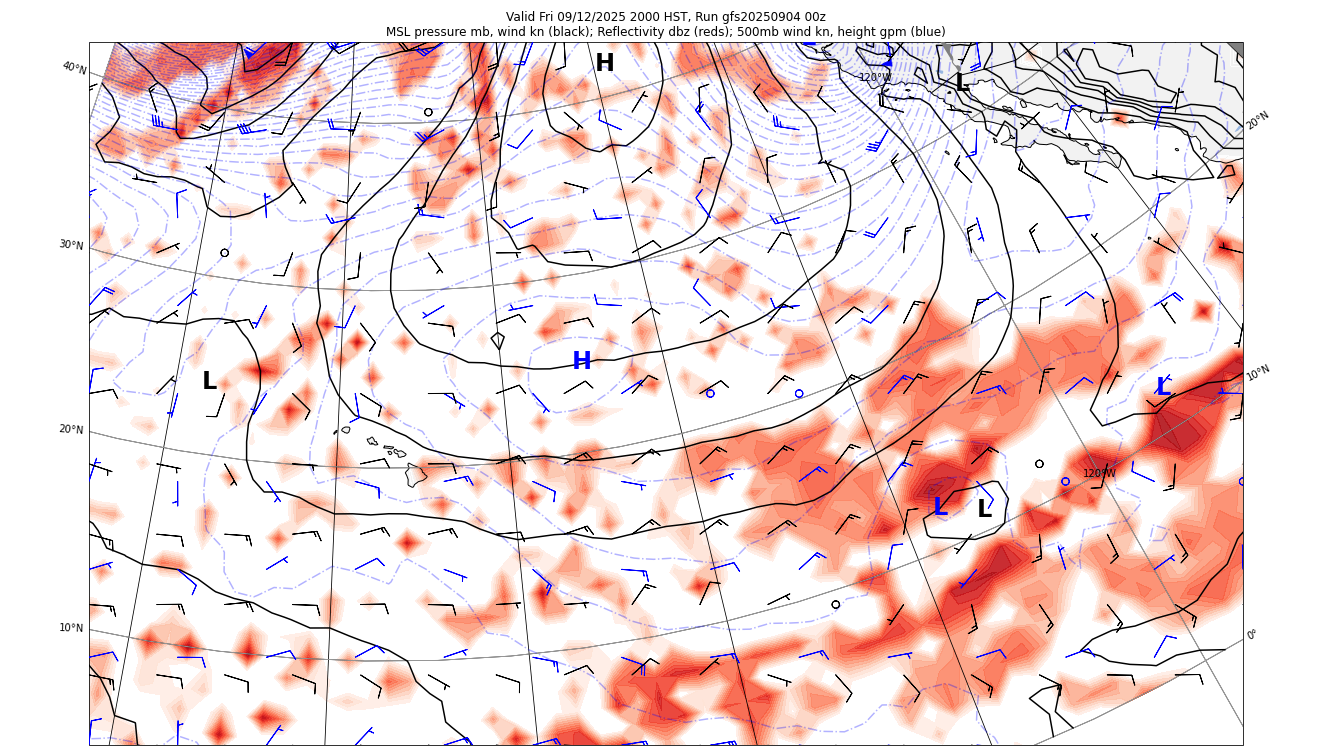 Valid Fri 09/12/2025 2000 HST, Run gfs20250904 00z
MSL pressure mb, wind kn (black); Reflectivity dbz (reds); 500mb wind kn, height gpm (blue)
H
40°N
120°W
L
20°N
30°N
H
L
10°N
L
20°N
120°W
L
L
10°N
0°